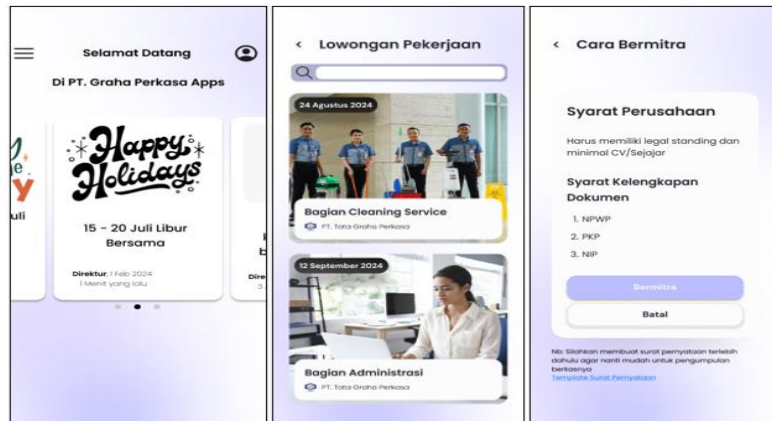 Selamat Datang
Di PT. Graha Perkasa Apps
Happy
Holidays
uli
15 - 20 Juli Libur
Bersama
Direktur, 1 Feb 2024
1 Menit yang lalu
Dire
Lowongan Pekerjaan
24 Agustus 2024
Bagian Cleaning Service
PT. Tata Graha Perkasa
12 September 2024
Bagian Administrasi
PT. Tata Graha Perkasa
Cara Bermitra
Syarat Perusahaan
Harus memiliki legal standing dan
minimal CV/Sejajar
Syarat Kelengkapan
Dokumen
1. NPWP
2. PKP
3. NIP
Bermitra
Batal
Nb: Silahkan membuat surat pernyataan terlebih
dahulu agar nanti mudah untuk pengumpulan
berkasnya
Template Surat Pernyataan